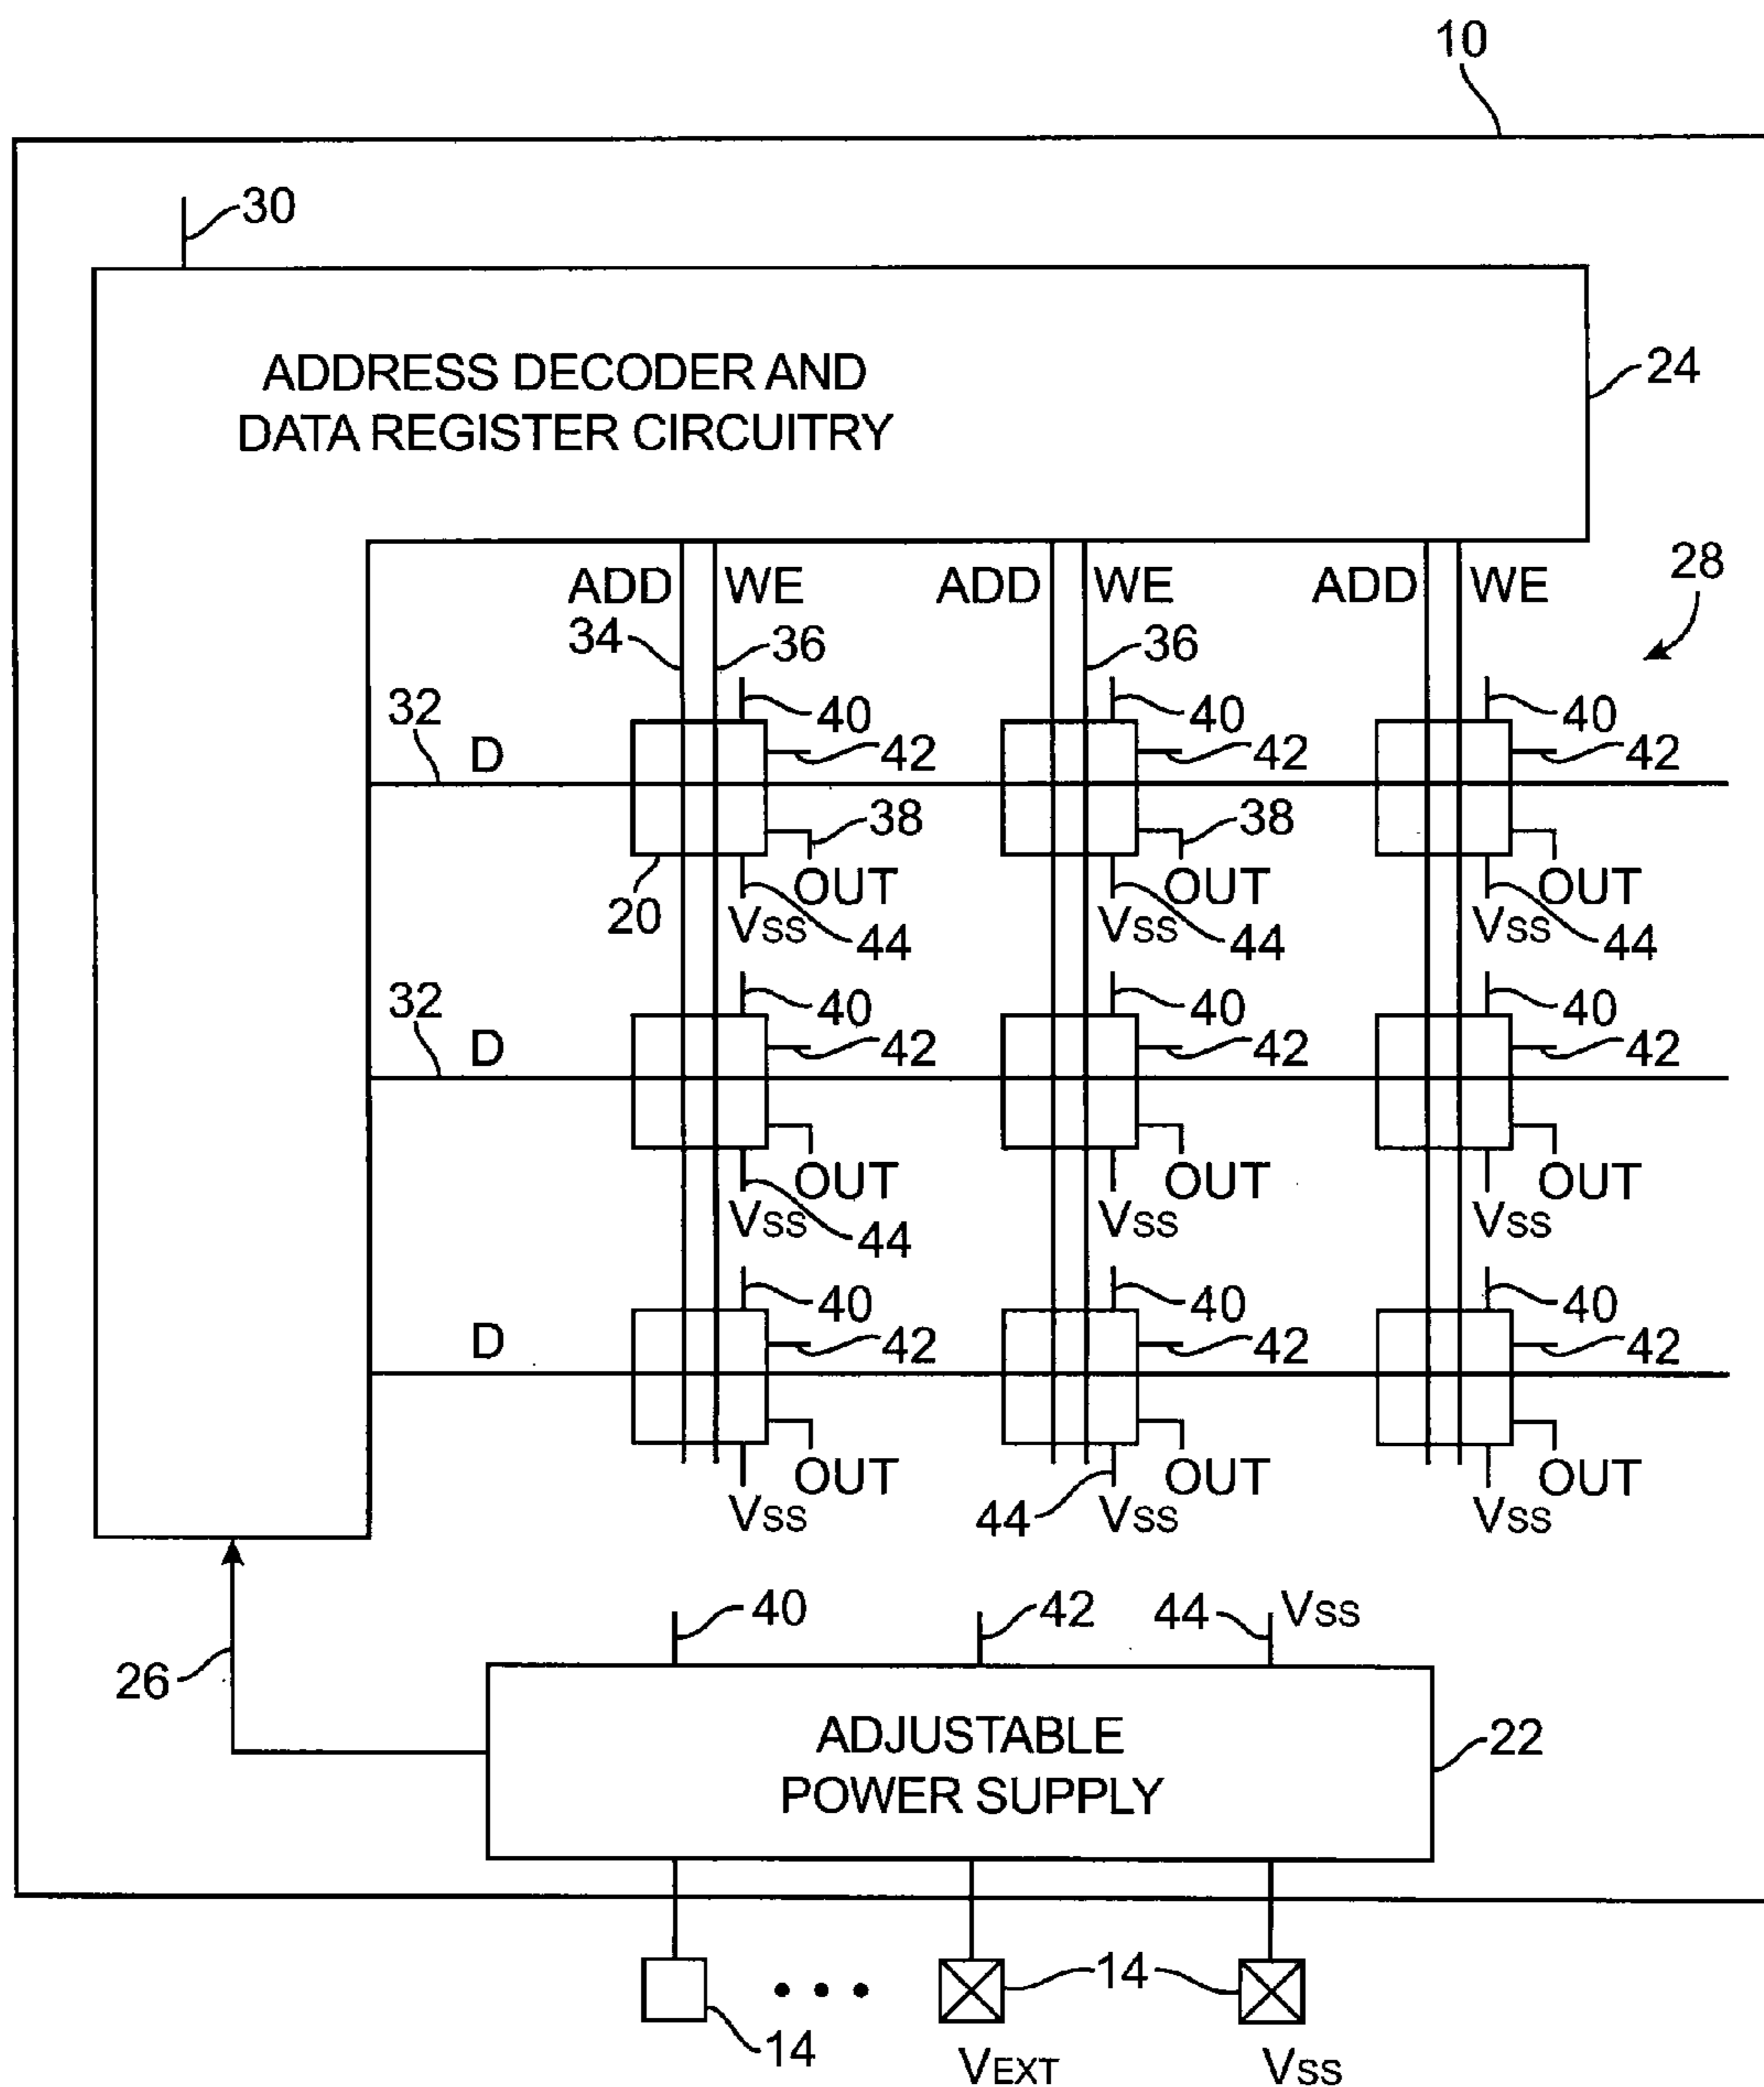 10
30
ADDRESS DECODER AND
DATA REGISTER CIRCUITRY
24
28
ADD WE ADD WE ADD WE
34 36 36
32 D 40 42 40 42 40 42
38 38
20 OUT OUT OUT
VSS 44 VSS 44 VSS 44
32 D 40 42 40 42 40 42
OUT OUT OUT
VSS 44 VSS VSS
D 40 42 40 42 40 42
OUT OUT OUT
VSS 44 VSS VSS
26 40 42 44 VSS
ADJUSTABLE
POWER SUPPLY
22
14
14
VEXT VSS